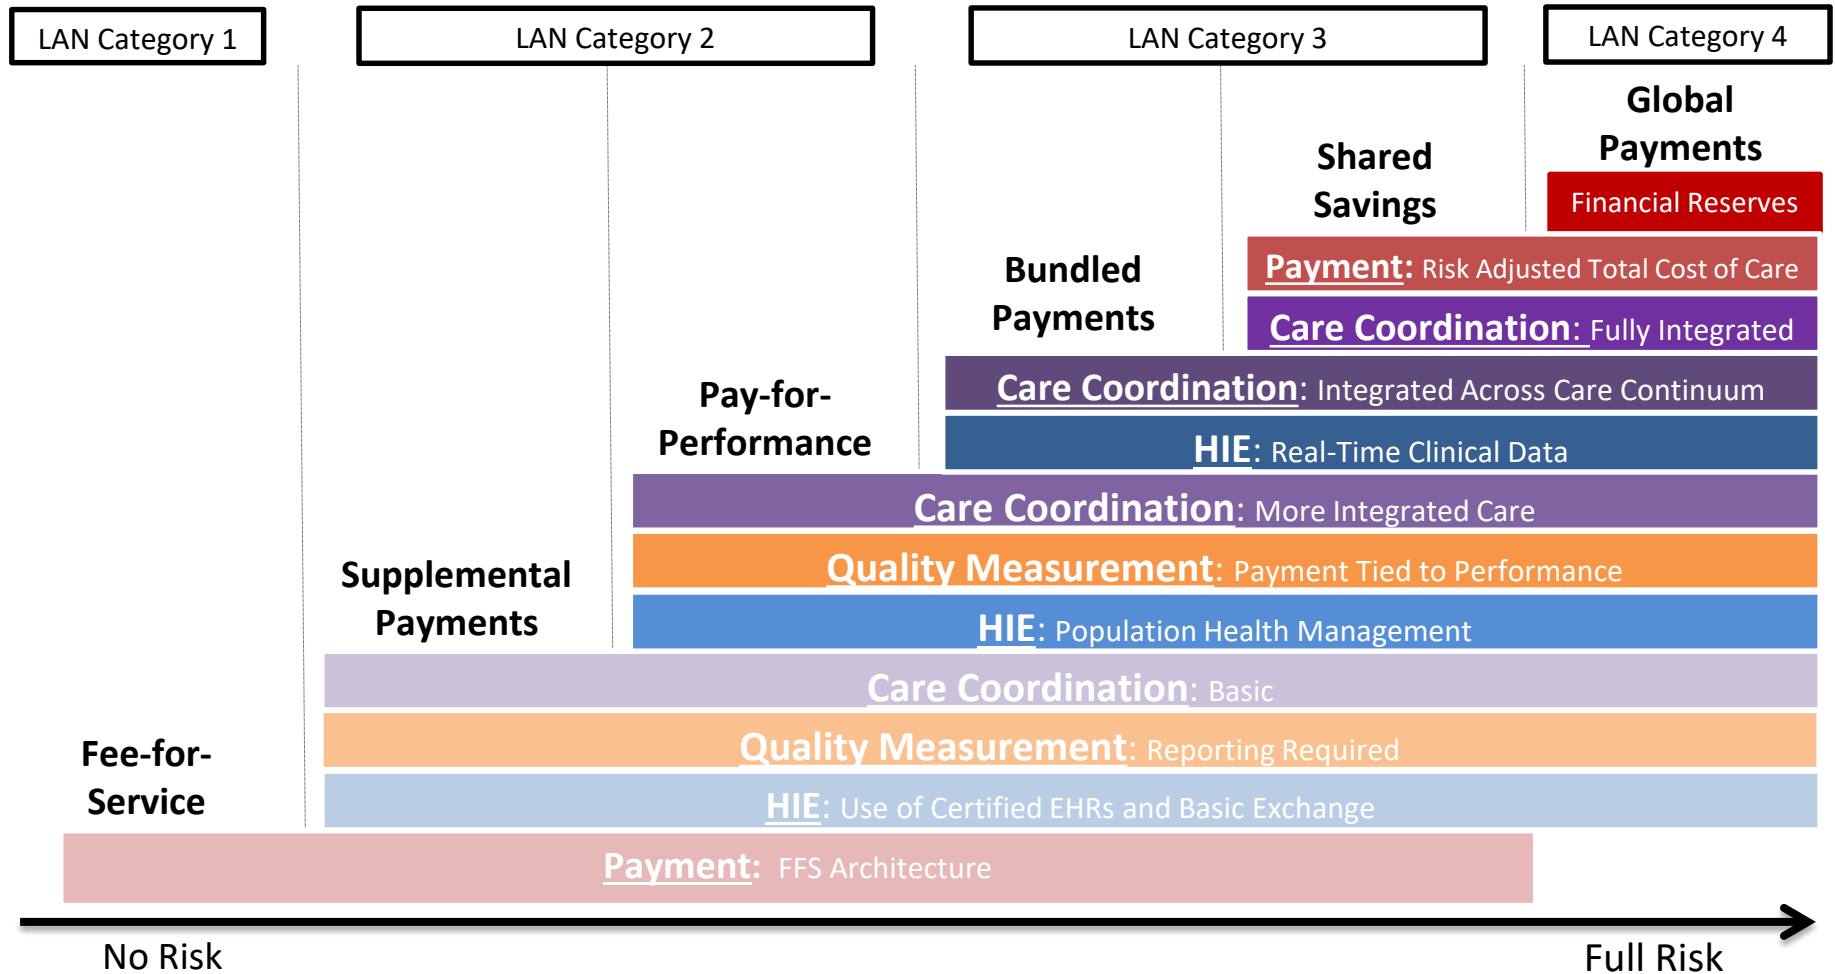 LAN Category 1
LAN Category 2
LAN Category 3
LAN Category 4
Global
Payments
Financial Reserves
Shared
Savings
Payment: Risk Adjusted Total Cost of Care
Care Coordination: Fully Integrated
Bundled
Payments
Care Coordination: Integrated Across Care Continuum
HIE: Real-Time Clinical Data
Pay-for-
Performance
Care Coordination: More Integrated Care
Quality Measurement: Payment Tied to Performance
HIE: Population Health Management
Supplemental
Payments
Care Coordination: Basic
Quality Measurement: Reporting Required
HIE: Use of Certified EHRs and Basic Exchange
Fee-for-
Service
Payment: FFS Architecture
No Risk
Full Risk